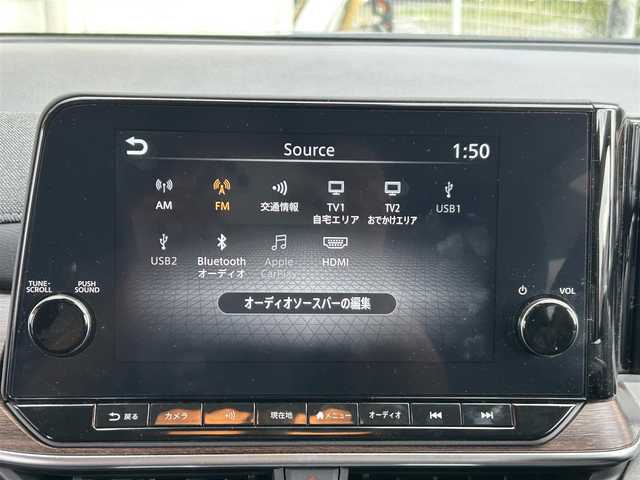 Source
1:50
AM
FM
交通情報
TV1
自宅エリア
TV2
おでかけエリア
USB1
USB2
Bluetooth
オーディオ
Apple
CarPlay
HDMI
オーディオソースバーの編集
TUNE・
SCROLL
PUSH
SOUND
VOL
戻る
カメラ
現在地
メニュー
オーディオ